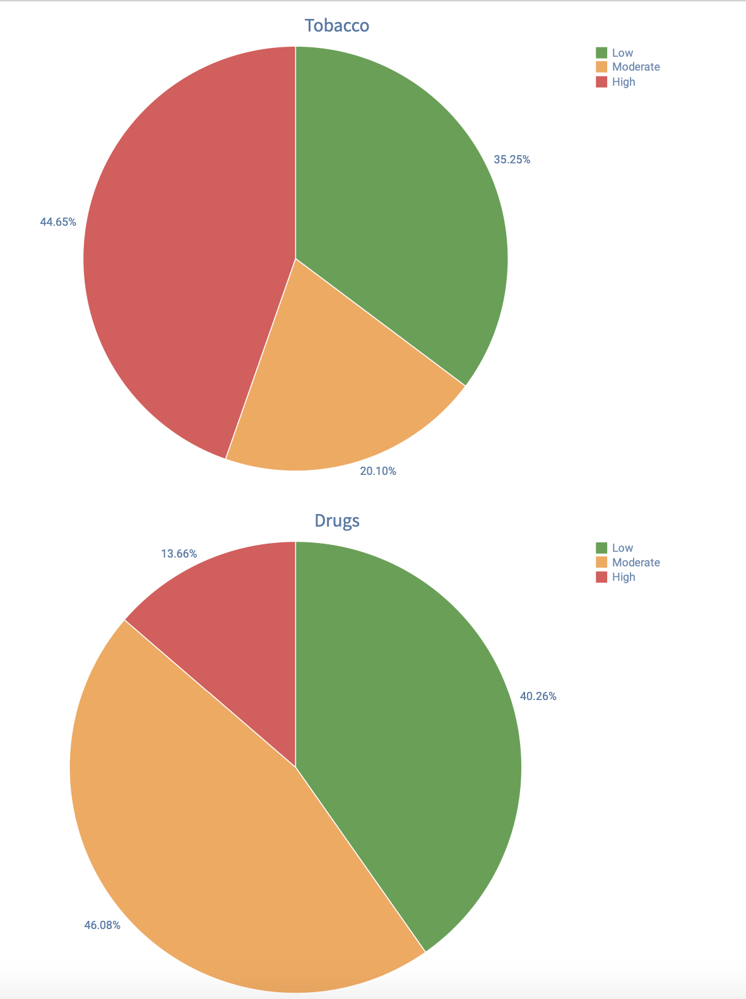 Tobacco
Low
Moderate
High
35.25%
44.65%
20.10%
Drugs
Low
Moderate
High
13.66%
40.26%
46.08%